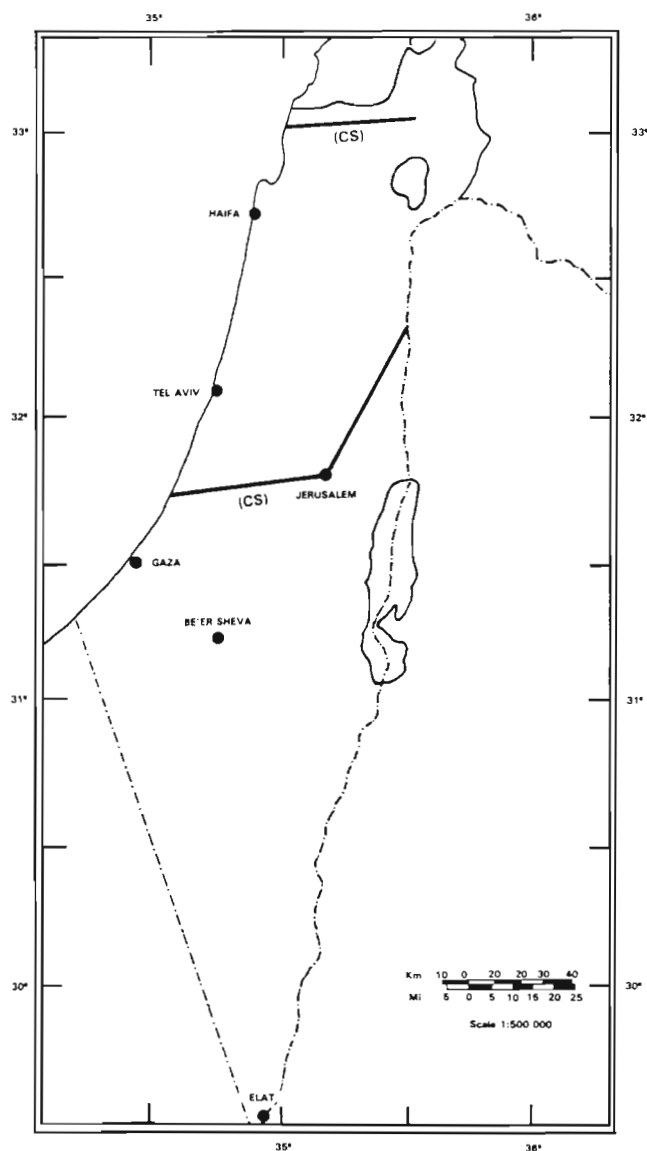 35° 36°
33° 33°
(CS)
HAIFA
TEL AVIV
32° 32°
(CS) JERUSALEM
GAZA
BE'ER SHEVA
31° 31°
Km 10 0 20 20 30 40
30° 30°
Mi 5 0 5 10 15 20 25
Scale 1:500 000
ELAT
35° 36°